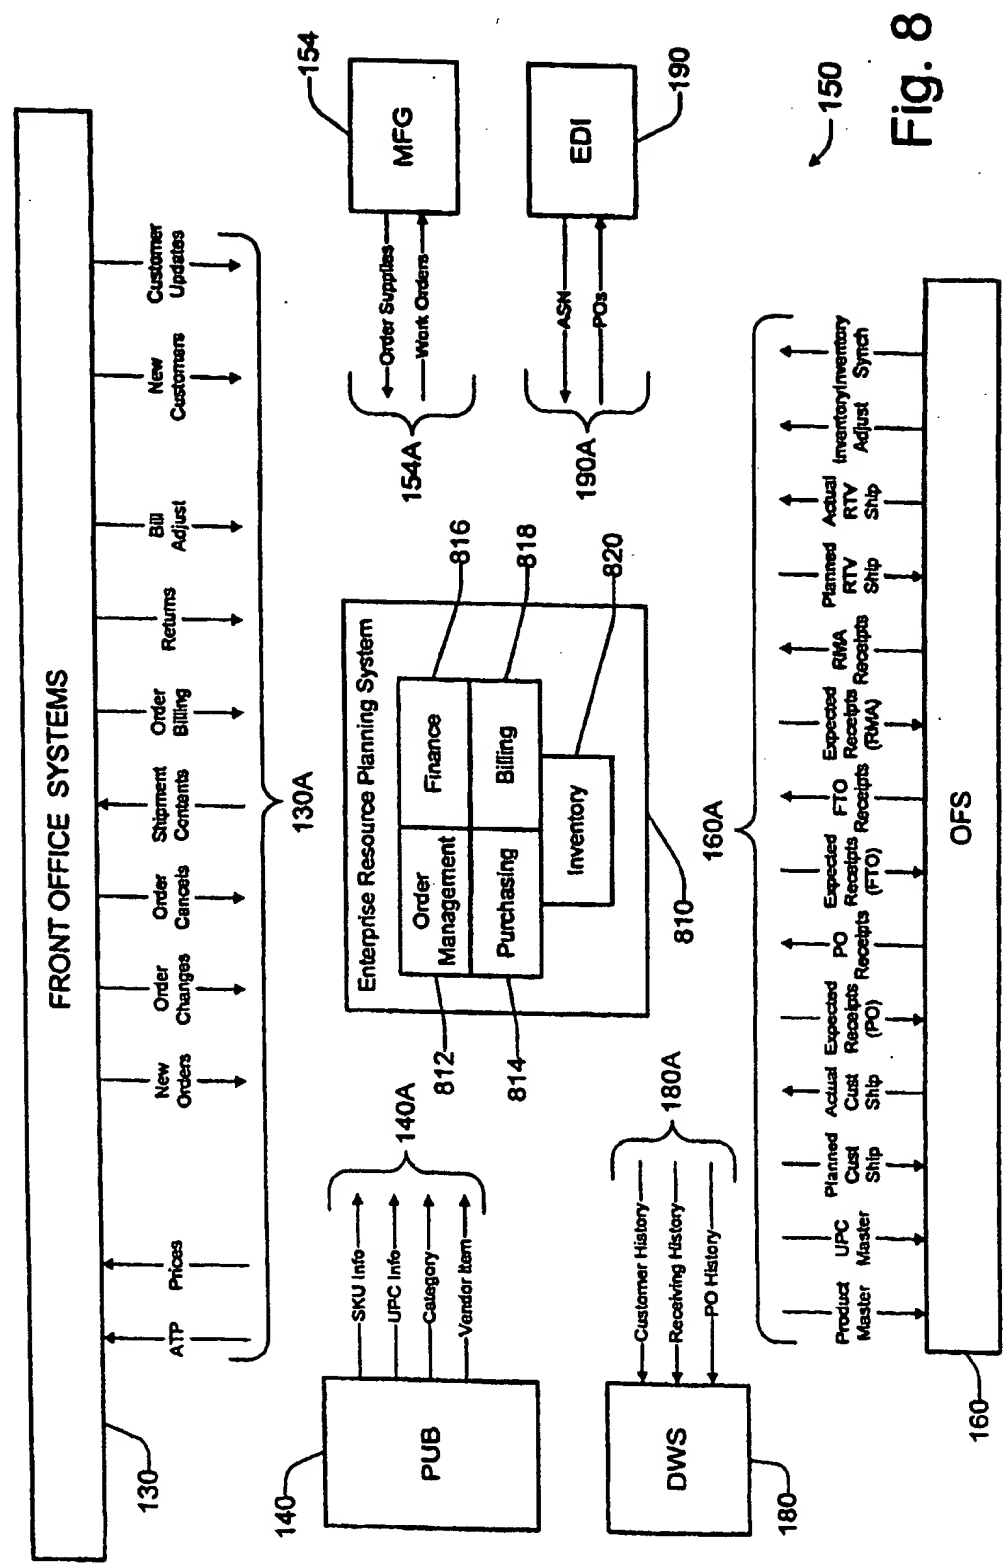 FRONT OFFICE SYSTEMS
130
ATP
Prices
New
Orders
Order
Changes
Order
Cancels
Shipment
Contents
Order
Billing
Returns
Bill
Adjust
New
Customers
Customer
Updates
130A
140
PUB
SKU Info
UPC Info
Category
Vendor Item
140A
Enterprise Resource Planning System
Order
Management
Finance
Purchasing
Billing
Inventory
812
814
816
818
820
810
154
MFG
Order Supplies
Work Orders
154A
190
EDI
ASN
POs
190A
180
DWS
Customer History
Receiving History
PO History
180A
160A
Product
Master
UPC
Master
Planned
Cust
Ship
Actual
Cust
Ship
Expected
Receipts
(PO)
PO
Receipts
Expected
Receipts
(FTO)
FTO
Receipts
Expected
Receipts
(RMA)
RMA
Receipts
Planned
RTV
Ship
Actual
RTV
Ship
Inventory
Adjust
Inventory
Synch
OFS
160
150
Fig. 8